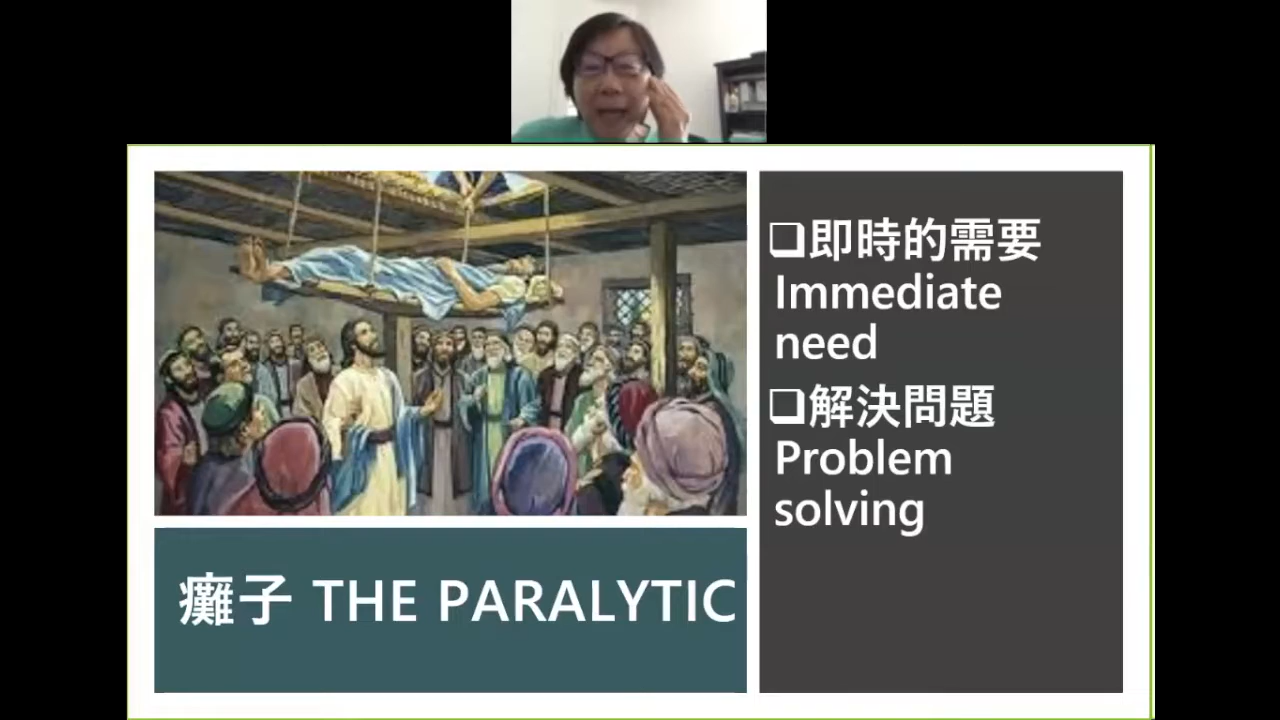 癱子 THE PARALYTIC
❑即時的需要
Immediate
need
❑解決問題
Problem
solving